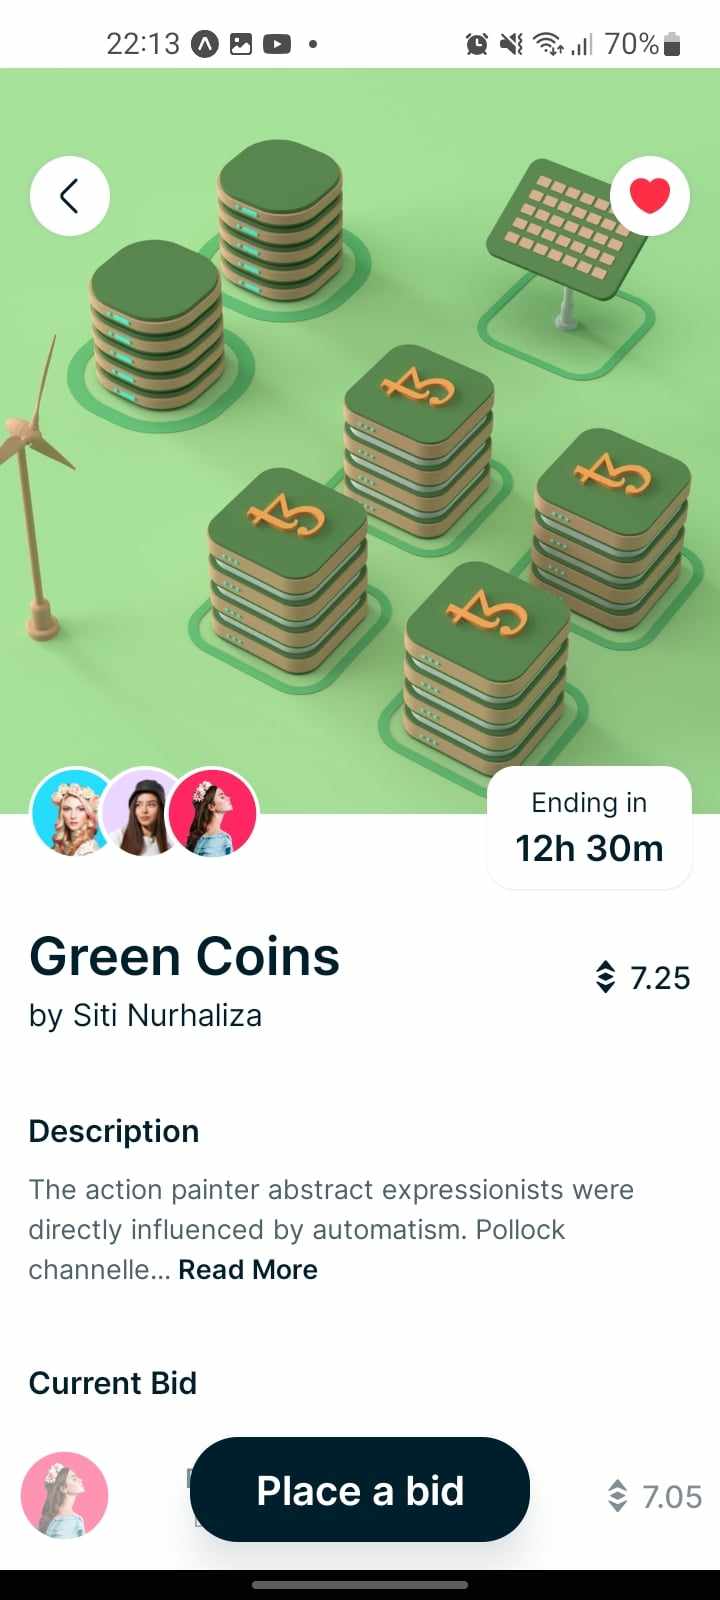 22:13
70%
Ending in
12h 30m
Green Coins
7.25
by Siti Nurhaliza
Description
The action painter abstract expressionists were
directly influenced by automatism. Pollock
channelle... Read More
Current Bid
Place a bid
7.05